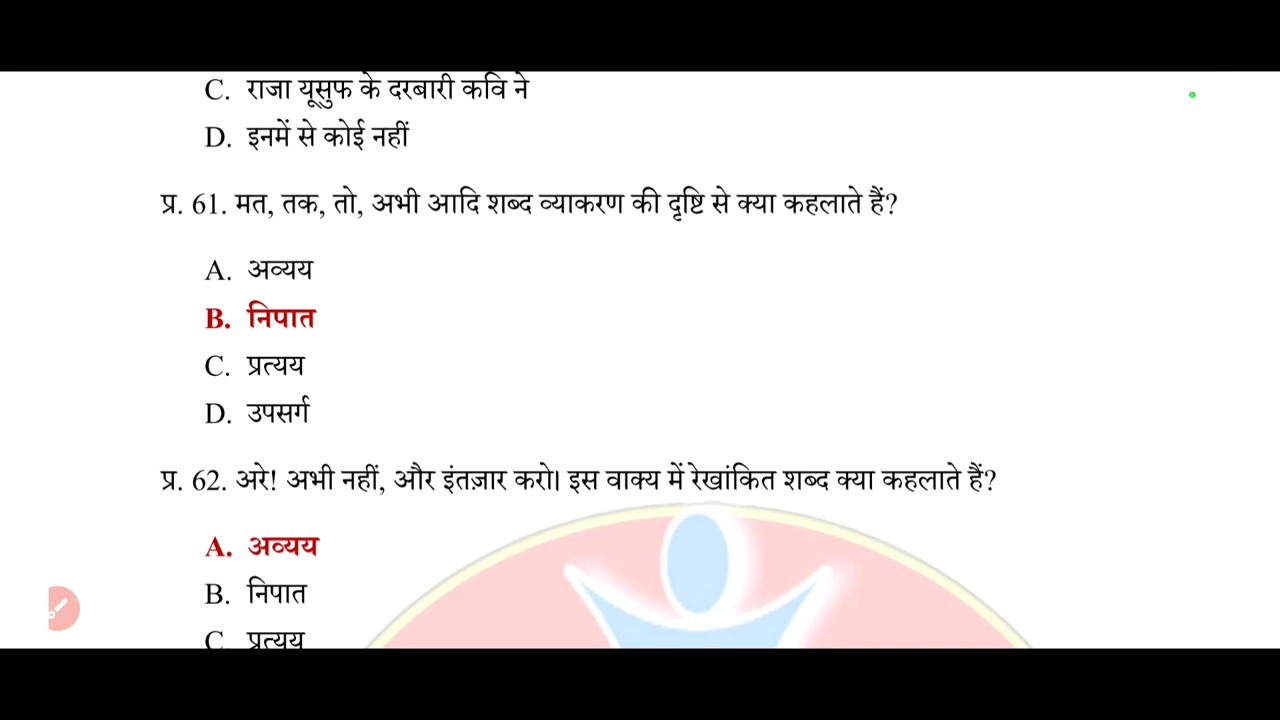 C. राजा यूसुफ के दरबारी कवि ने
D. इनमें से कोई नहीं
प्र. 61. मत, तक, तो, अभी आदि शब्द व्याकरण की दृष्टि से क्या कहलाते हैं?
A. अव्यय
B. निपात
C. प्रत्यय
D. उपसर्ग
प्र. 62. अरे! अभी नहीं, और इंतज़ार करो। इस वाक्य में रेखांकित शब्द क्या कहलाते हैं?
A. अव्यय
B. निपात
C. प्रत्यय